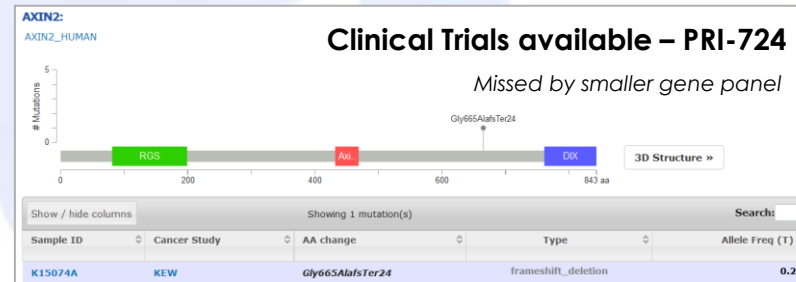 AXIN2:
AXIN2_HUMAN
Clinical Trials available – PRI-724
Missed by smaller gene panel
5
# Mutations
0
Gly665AlafsTer24
RGS
Axi..
DIX
3D Structure »
0 200 400 600 843 aa
Show / hide columns Showing 1 mutation(s) Search:
Sample ID Cancer Study AA change Type Allele Freq (T)
K15074A KEW Gly665AlafsTer24 frameshift_deletion 0.2